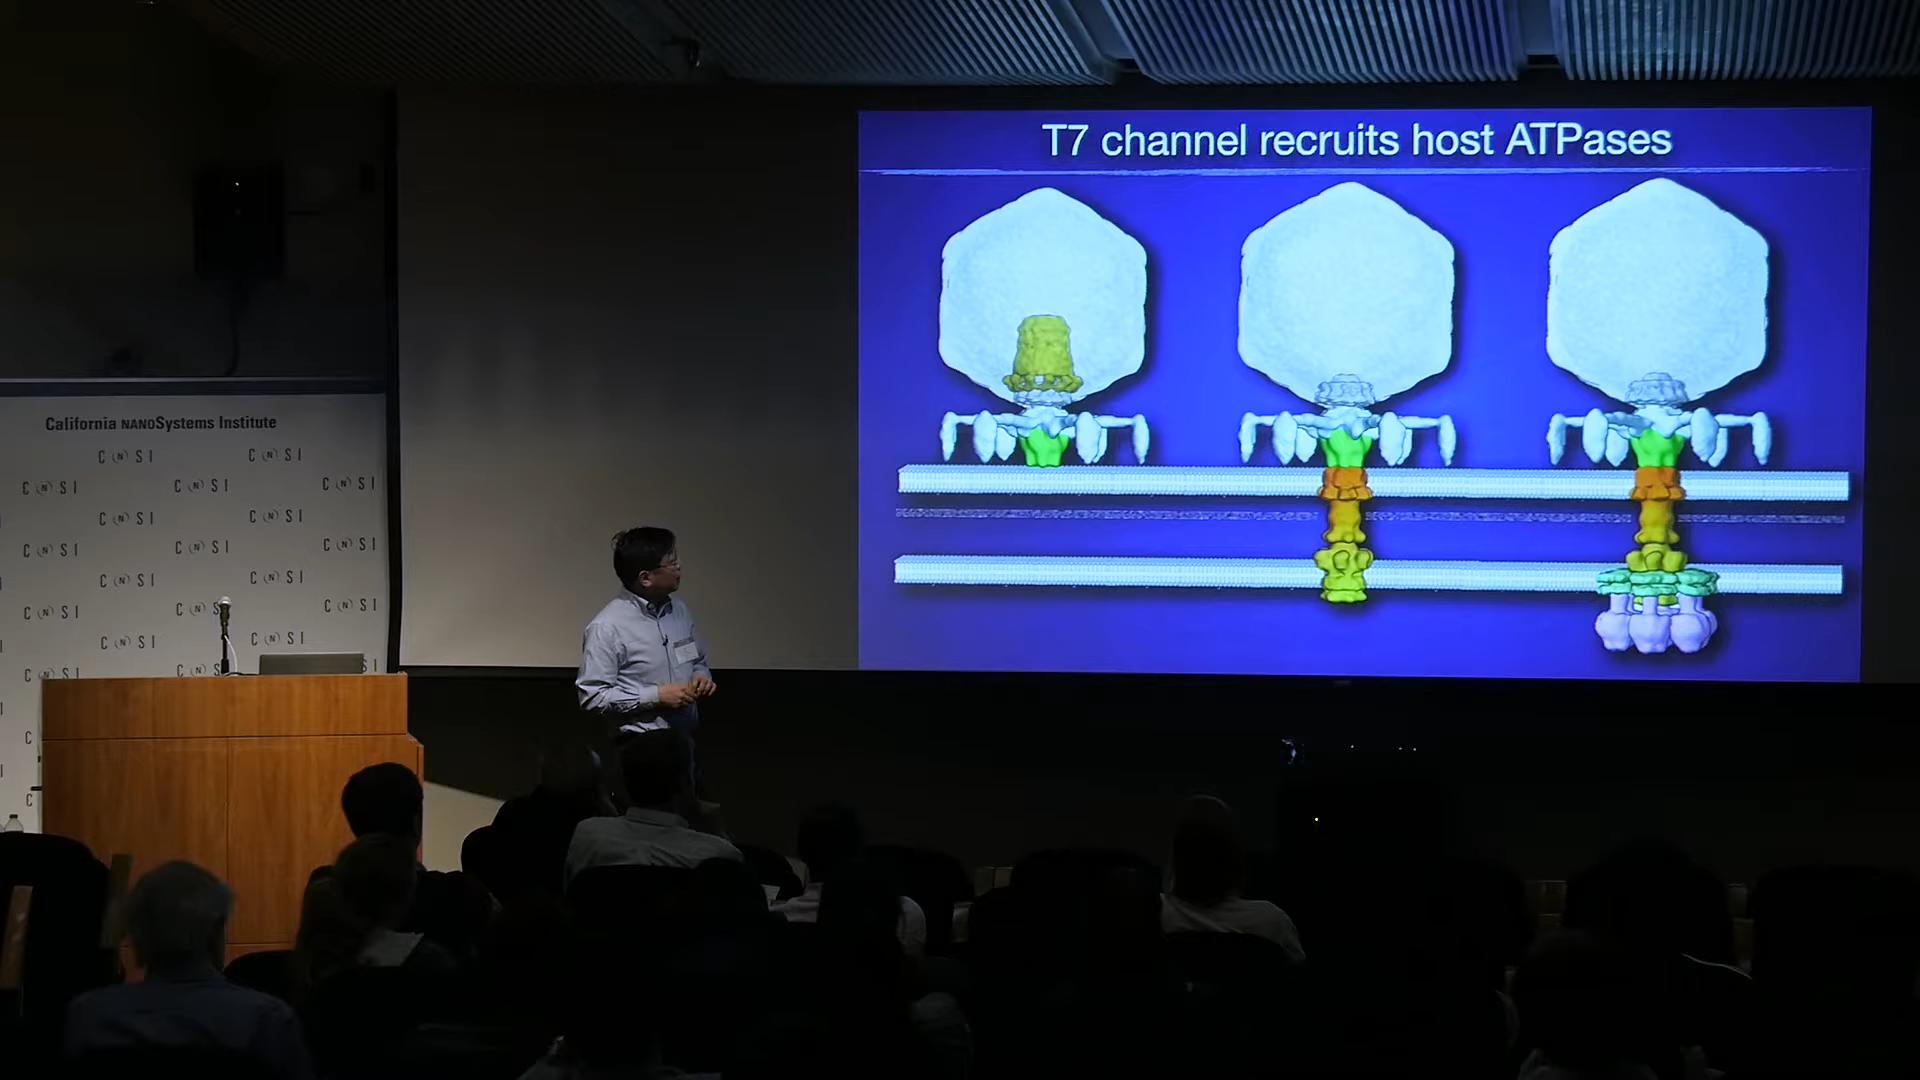 T7 channel recruits host ATPases
California NANOSystems Institute
C N S I C N S I
C N S I C N S I C N S I
C N S I C N S I
C N S I C N S I C N S I
C N S I C N S I
C N S I C N S C N S I
C N S I C N S I
C N S I C N S S I
C
C